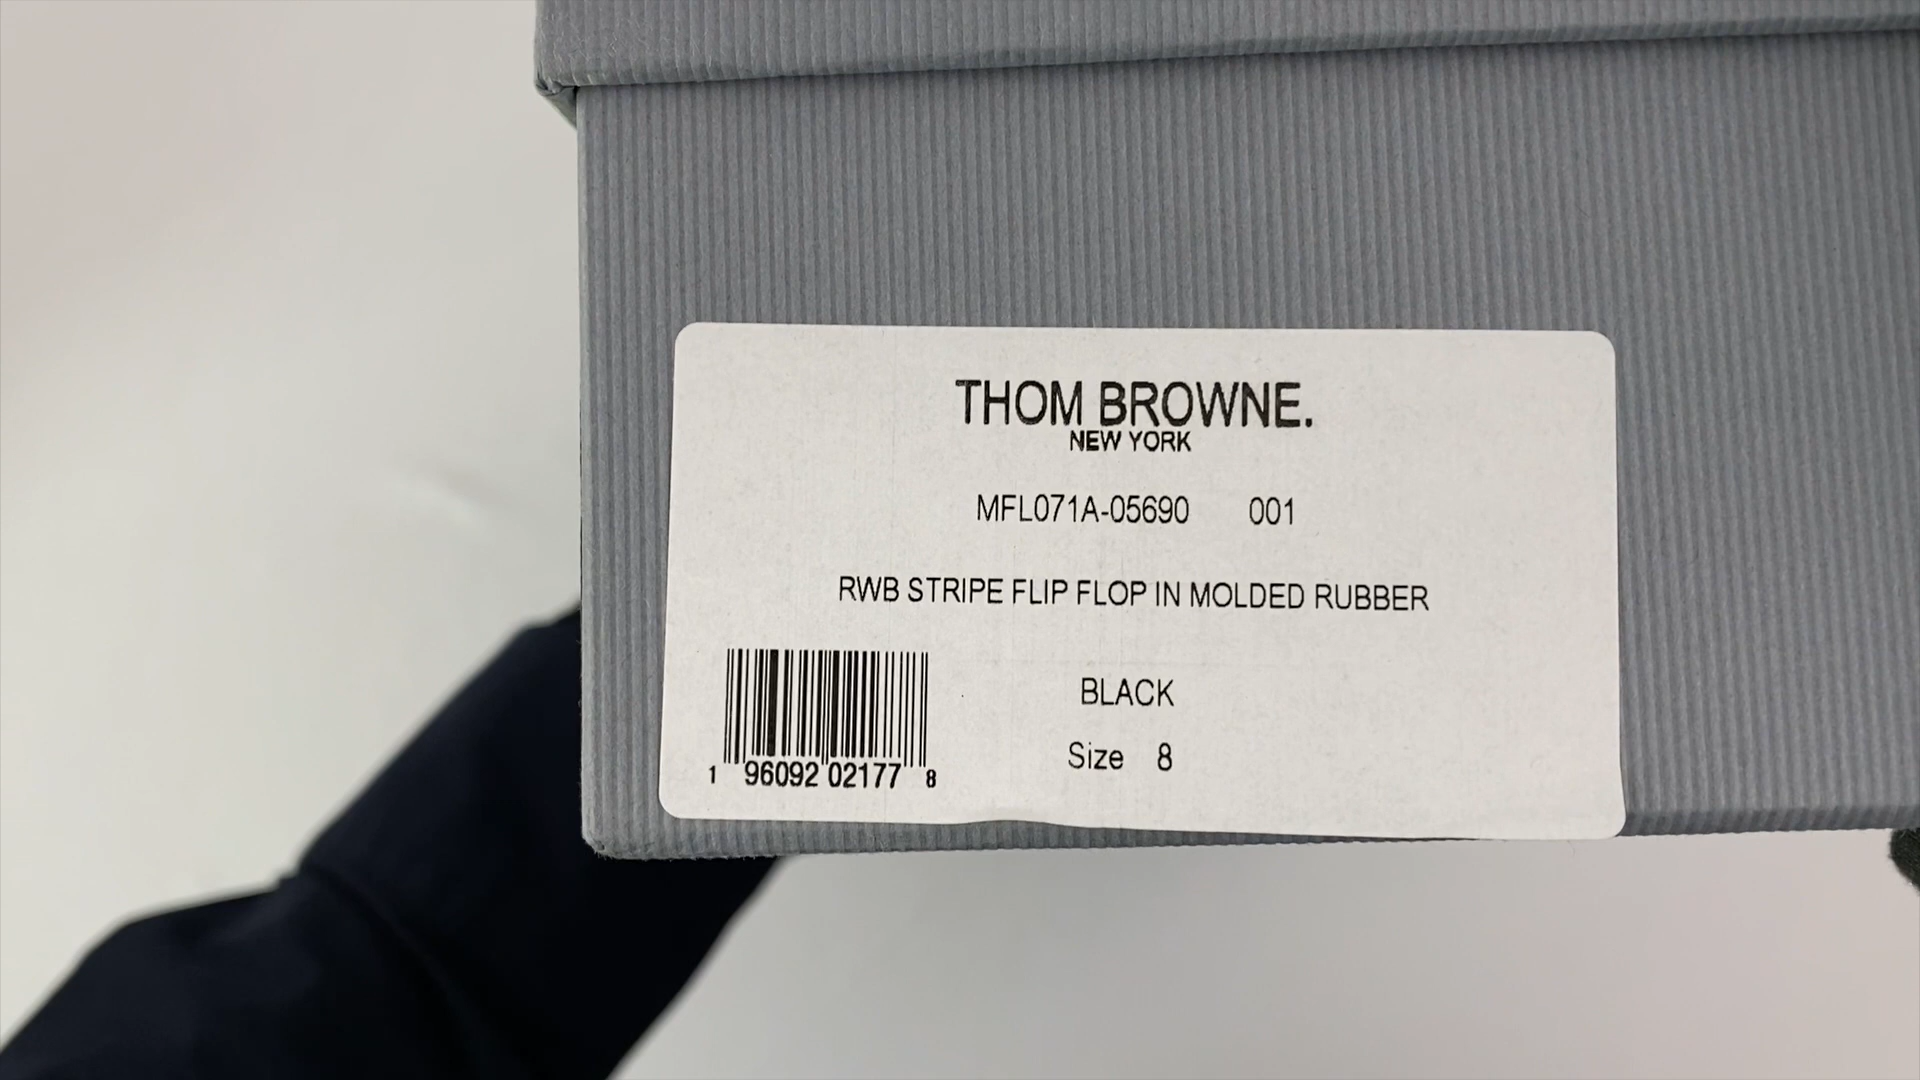 THOM BROWNE.
NEW YORK
MFL071A-05690 001
RWB STRIPE FLIP FLOP IN MOLDED RUBBER
BLACK
Size 8
1 96092 02177 8